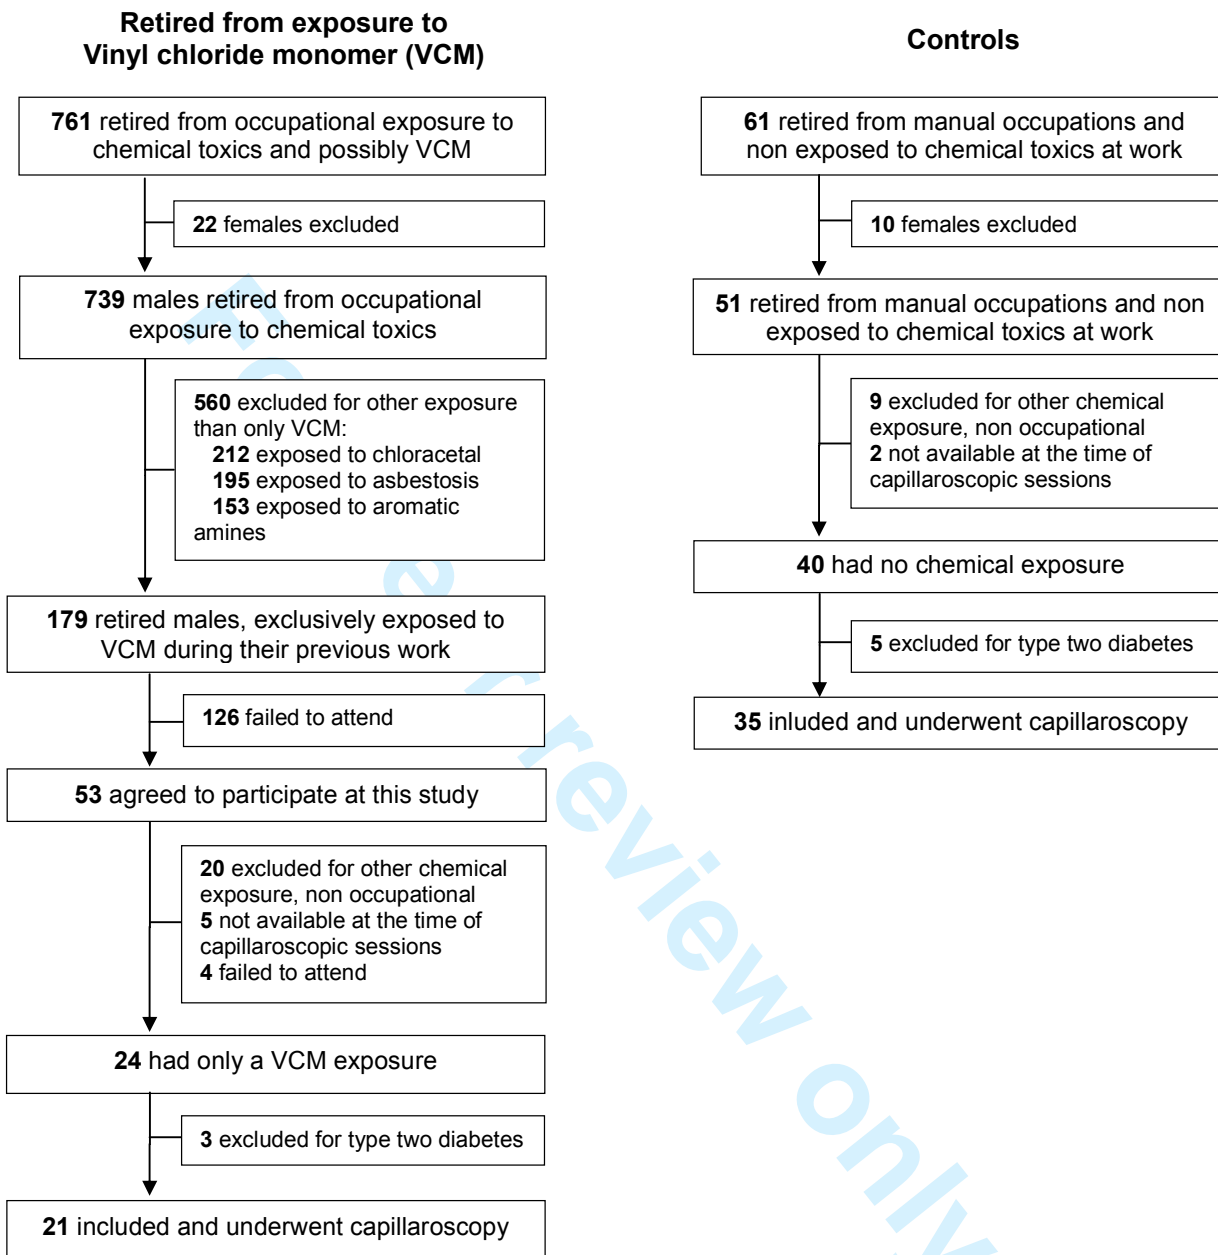 Retired from exposure to
Vinyl chloride monomer (VCM)
761 retired from occupational exposure to
chemical toxics and possibly VCM
22 females excluded
739 males retired from occupational
exposure to chemical toxics
560 excluded for other exposure
than only VCM:
212 exposed to chloracetal
195 exposed to asbestosis
153 exposed to aromatic
amines
179 retired males, exclusively exposed to
VCM during their previous work
126 failed to attend
53 agreed to participate at this study
20 excluded for other chemical
exposure, non occupational
5 not available at the time of
capillaroscopic sessions
4 failed to attend
24 had only a VCM exposure
3 excluded for type two diabetes
21 included and underwent capillaroscopy
Controls
61 retired from manual occupations and
non exposed to chemical toxics at work
10 females excluded
51 retired from manual occupations and non
exposed to chemical toxics at work
9 excluded for other chemical
exposure, non occupational
2 not available at the time of
capillaroscopic sessions
40 had no chemical exposure
5 excluded for type two diabetes
35 inluded and underwent capillaroscopy
For review only